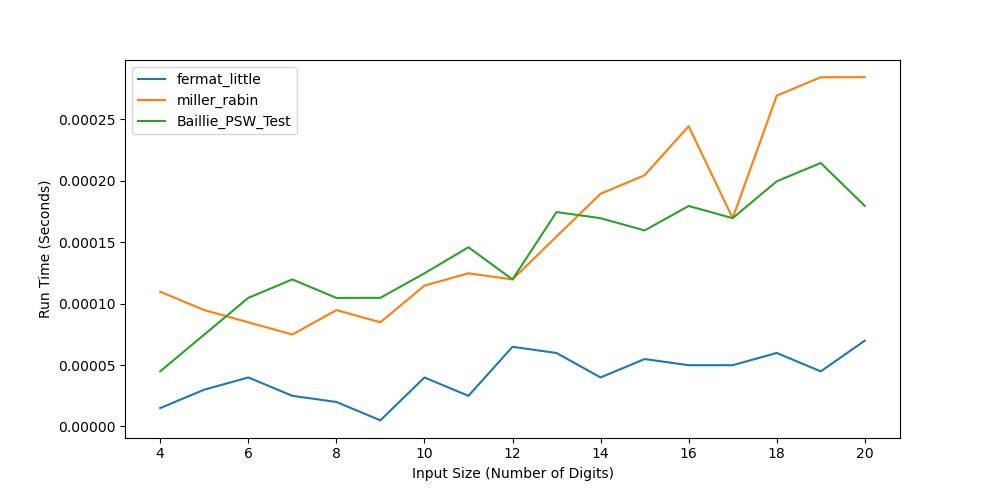 fermat_little
miller_rabin
Baillie_PSW_Test
0.00025
0.00020
0.00015
0.00010
0.00005
0.00000
Run Time (Seconds)
4 6 8 10 12 14 16 18 20
Input Size (Number of Digits)